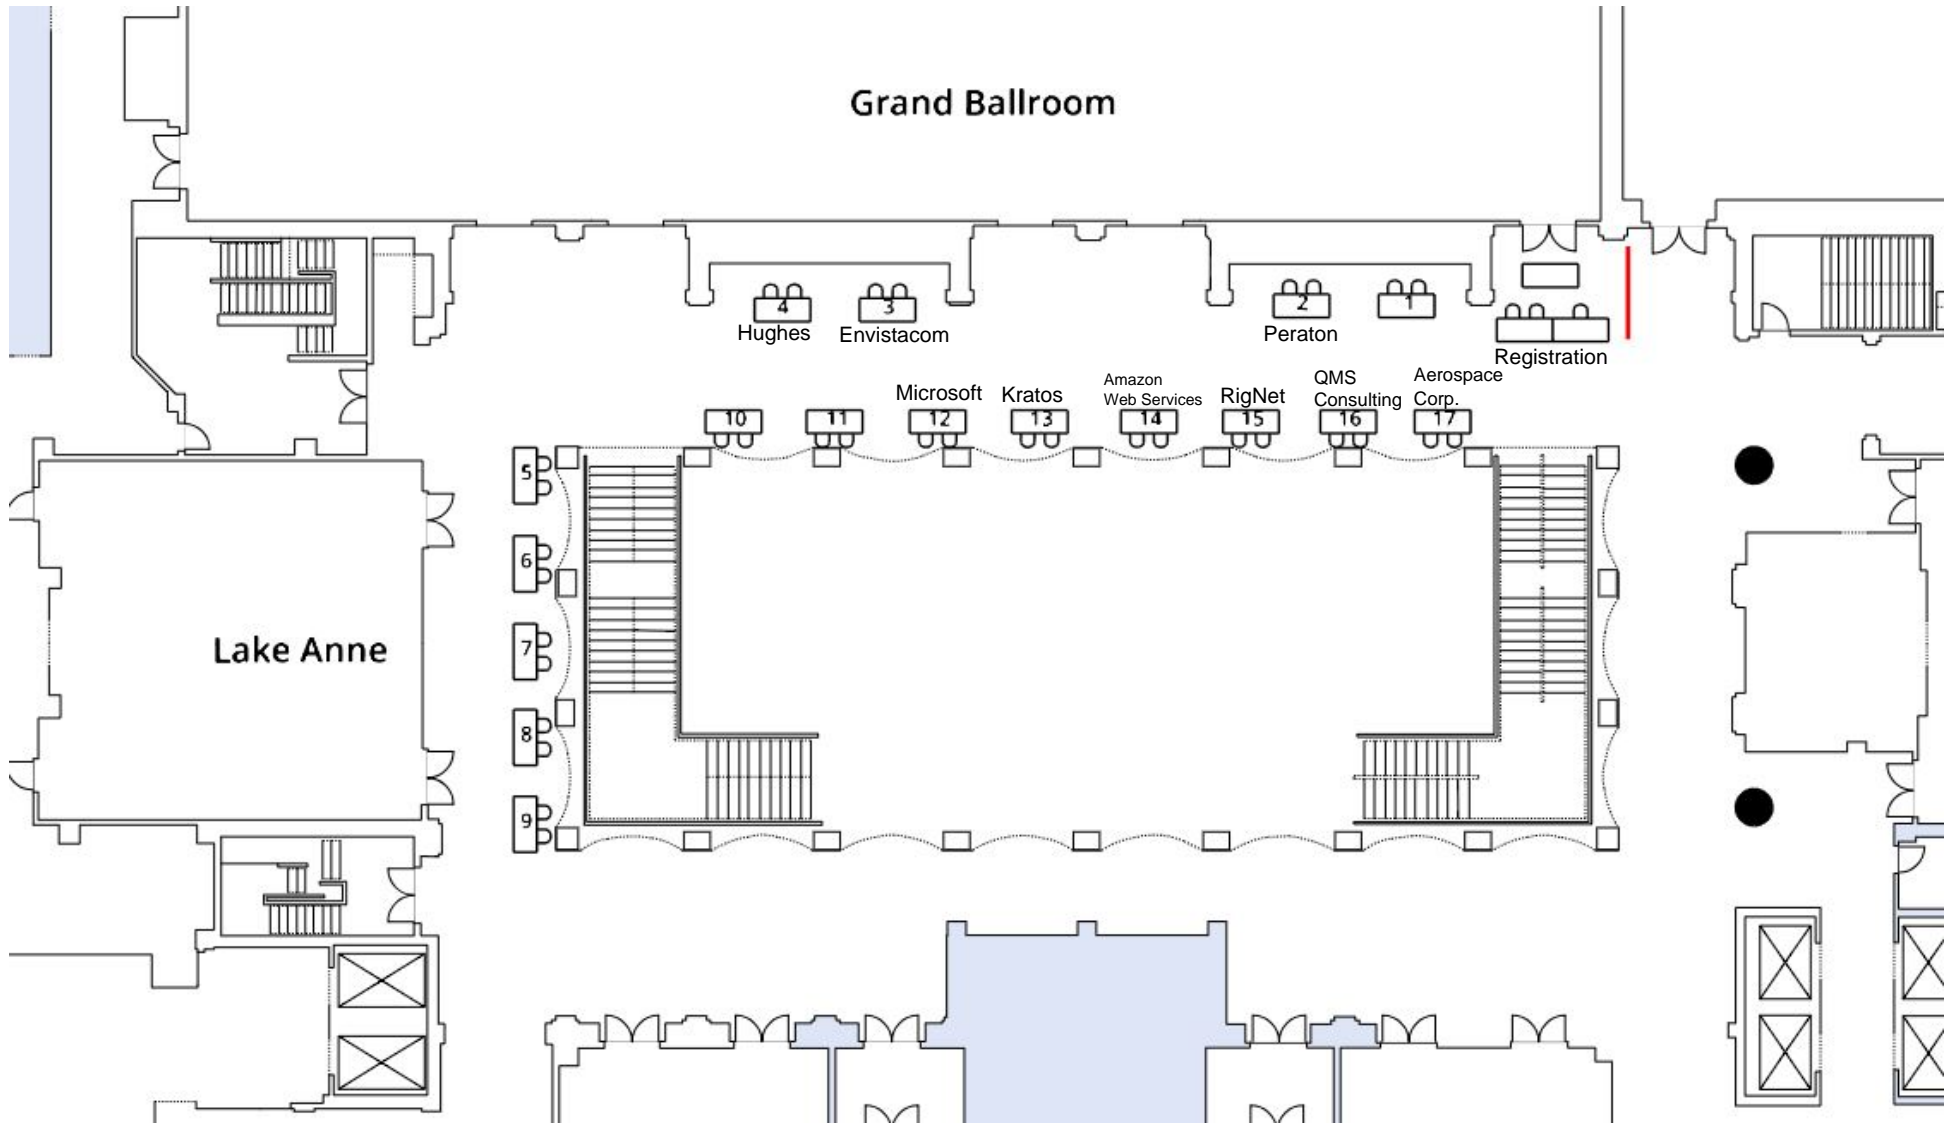 Grand Ballroom
4
3
2
1
Hughes
Envistacom
Peraton
Registration
Microsoft
Kratos
Amazon
Web Services
RigNet
QMS
Consulting
Aerospace
Corp.
10
11
12
13
14
15
16
17
5
6
7
8
9
Lake Anne